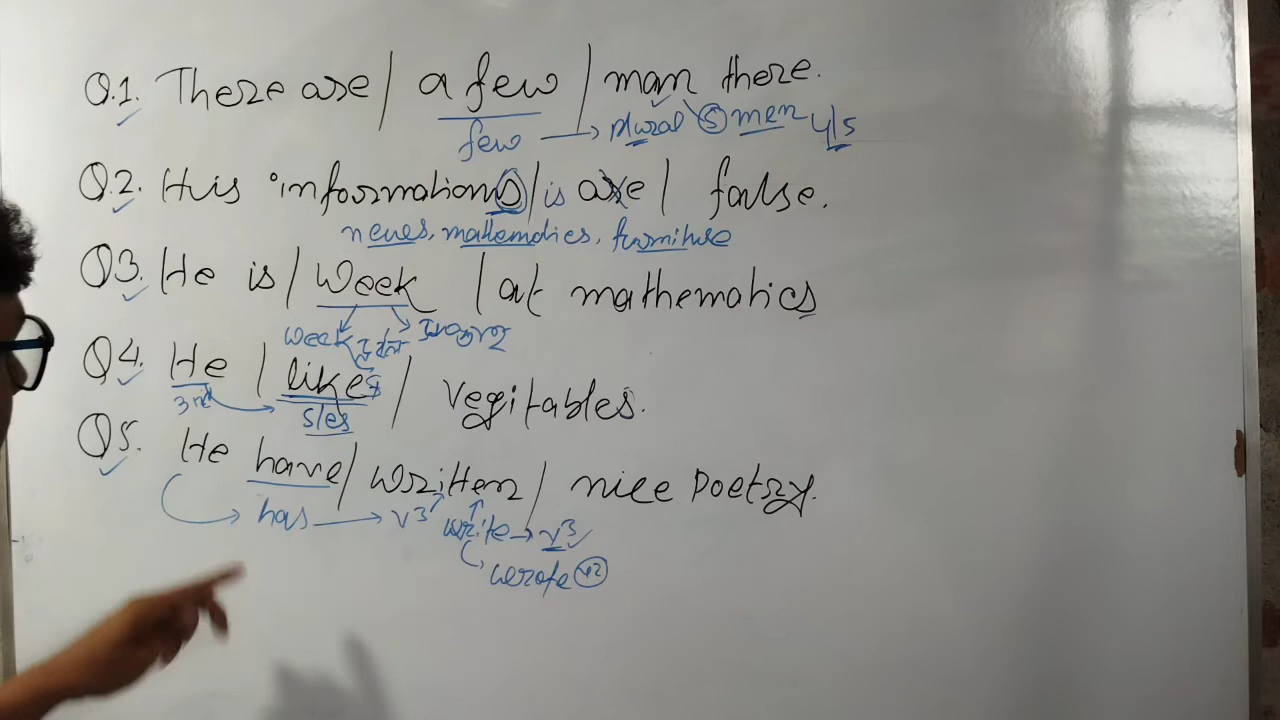 Q.1. There are / a few / man there.
few → plural S men 4/5
Q.2. His informations / is are / false.
news, mathematics, furniture
Q3. He is / Week / at mathematics
Week
Q4. He / likes / Vegitables.
3rd s/es
Q5. He have / written / nice Poetry.
has → v3 write → v3
wrote v2